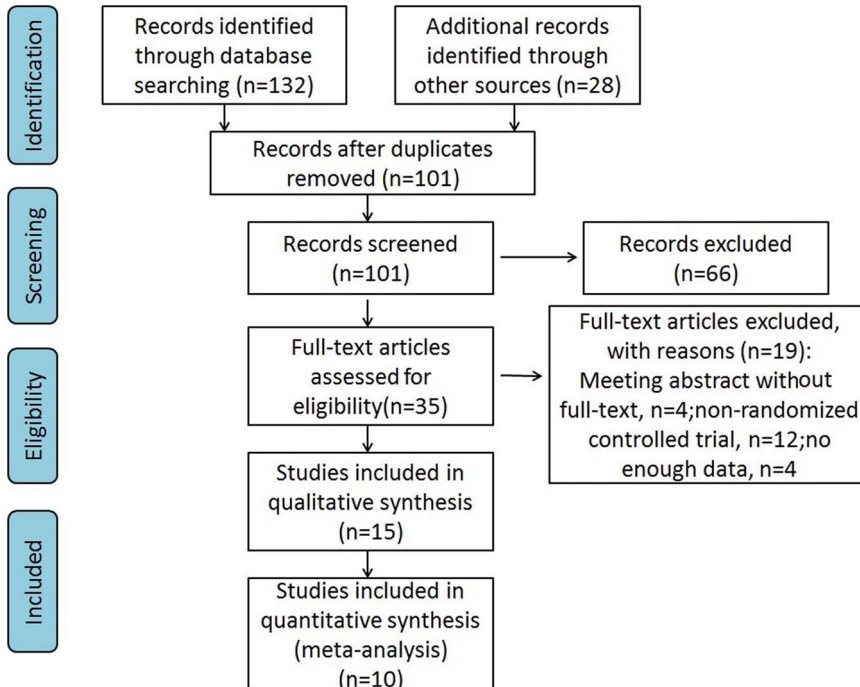 Identification
Records identified
through database
searching (n=132)
Additional records
identified through
other sources (n=28)
Records after duplicates
removed (n=101)
Screening
Records screened
(n=101)
Records excluded
(n=66)
Eligibility
Full-text articles
assessed for
eligibility(n=35)
Full-text articles excluded,
with reasons (n=19):
Meeting abstract without
full-text, n=4;non-randomized
controlled trial, n=12;no
enough data, n=4
Studies included in
qualitative synthesis
(n=15)
Included
Studies included in
quantitative synthesis
(meta-analysis)
(n=10)